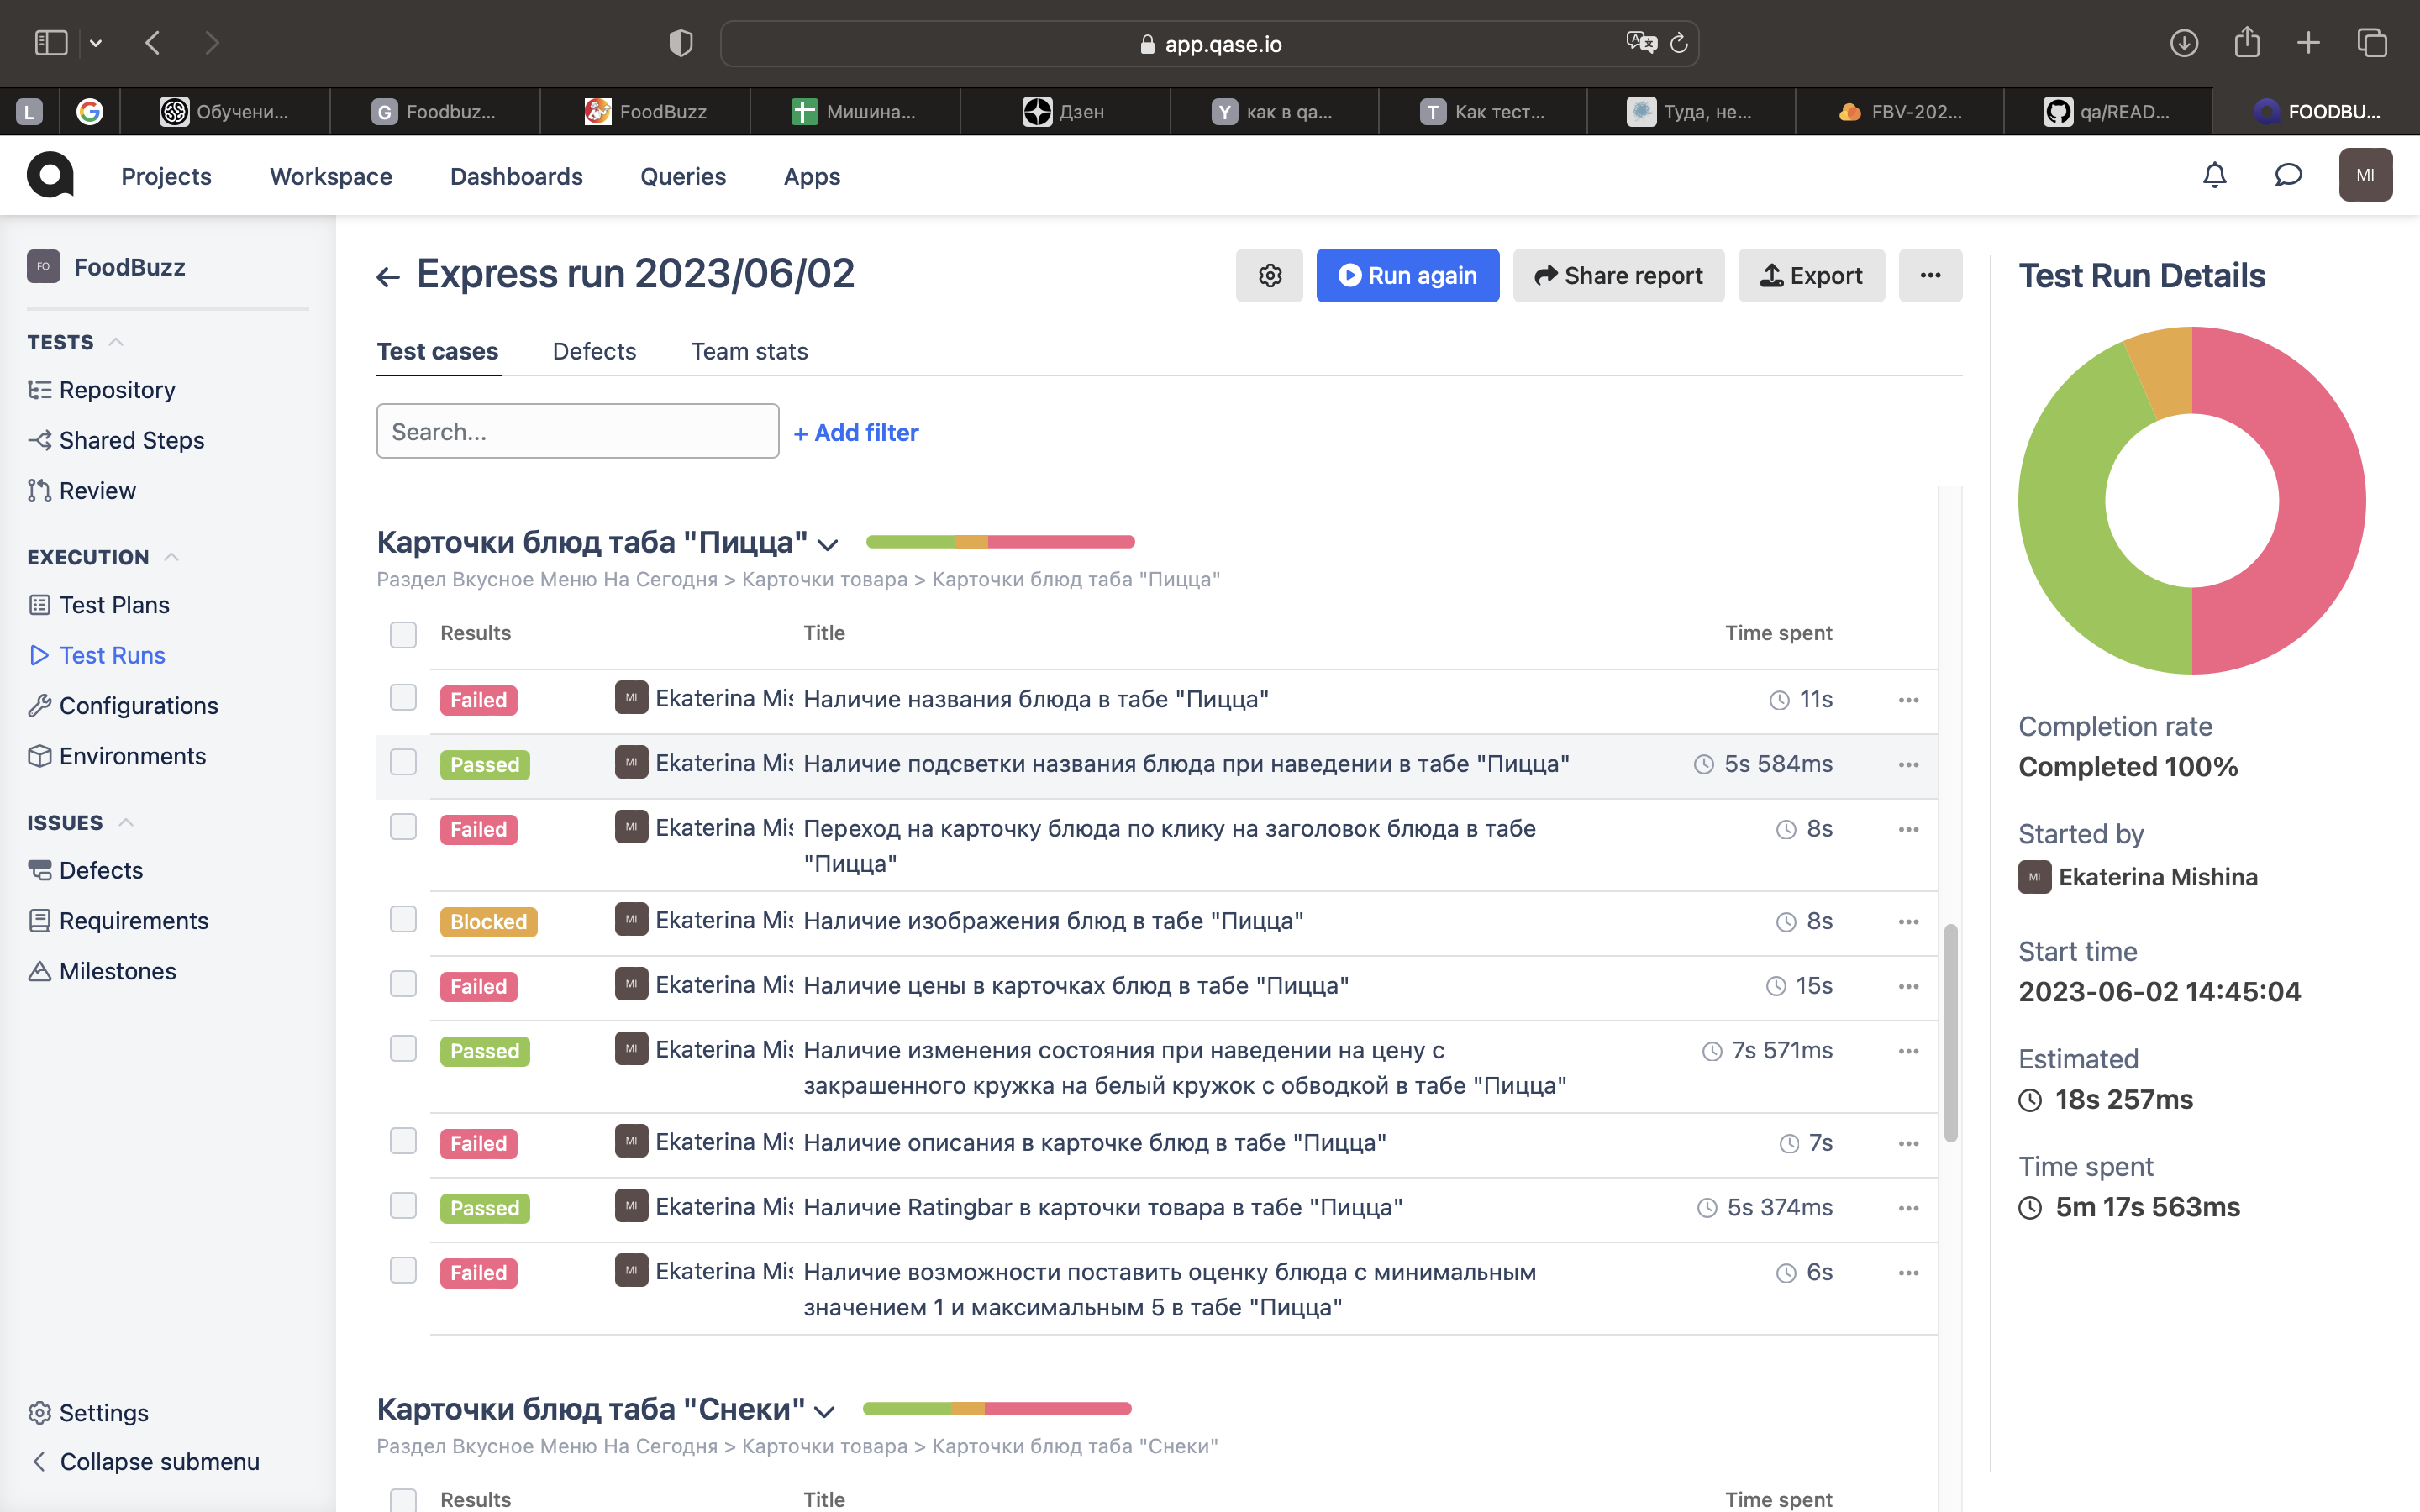 app.qase.io
L
Обучени...
G Foodbuz...
FoodBuzz
Мишина...
Дзен
Y как в qa...
T Как тест...
Туда, не...
FBV-202...
qa/READ...
FOODBU...
Projects Workspace Dashboards Queries Apps
MI
FO FoodBuzz
TESTS
Repository
Shared Steps
Review
EXECUTION
Test Plans
Test Runs
Configurations
Environments
ISSUES
Defects
Requirements
Milestones
Settings
Collapse submenu
Express run 2023/06/02
Run again
Share report
Export
Test cases Defects Team stats
Search...
+ Add filter
Карточки блюд таба "Пицца"
Раздел Вкусное Меню На Сегодня > Карточки товара > Карточки блюд таба "Пицца"
Results Title Time spent
Failed MI Ekaterina Mis Наличие названия блюда в табе "Пицца" 11s
Passed MI Ekaterina Mis Наличие подсветки названия блюда при наведении в табе "Пицца" 5s 584ms
Failed MI Ekaterina Mis Переход на карточку блюда по клику на заголовок блюда в табе 8s
"Пицца"
Blocked MI Ekaterina Mis Наличие изображения блюд в табе "Пицца" 8s
Failed MI Ekaterina Mis Наличие цены в карточках блюд в табе "Пицца" 15s
Passed MI Ekaterina Mis Наличие изменения состояния при наведении на цену с 7s 571ms
закрашенного кружка на белый кружок с обводкой в табе "Пицца"
Failed MI Ekaterina Mis Наличие описания в карточке блюд в табе "Пицца" 7s
Passed MI Ekaterina Mis Наличие Ratingbar в карточки товара в табе "Пицца" 5s 374ms
Failed MI Ekaterina Mis Наличие возможности поставить оценку блюда с минимальным 6s
значением 1 и максимальным 5 в табе "Пицца"
Карточки блюд таба "Снеки"
Раздел Вкусное Меню На Сегодня > Карточки товара > Карточки блюд таба "Снеки"
Results Title Time spent
Test Run Details
Completion rate
Completed 100%
Started by
MI Ekaterina Mishina
Start time
2023-06-02 14:45:04
Estimated
18s 257ms
Time spent
5m 17s 563ms